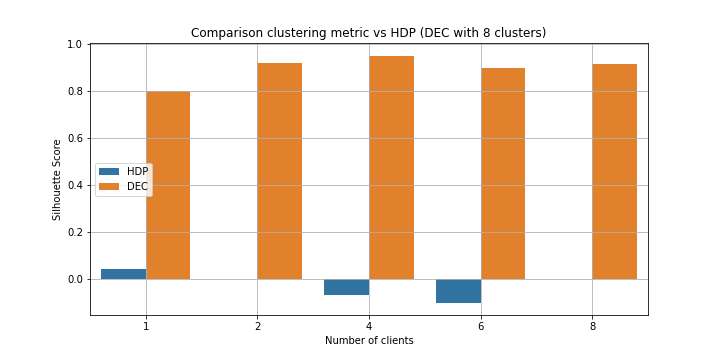 Comparison clustering metric vs HDP (DEC with 8 clusters)
1.0
0.8
0.6
0.4
0.2
0.0
Silhouette Score
HDP
DEC
1 2 4 6 8
Number of clients